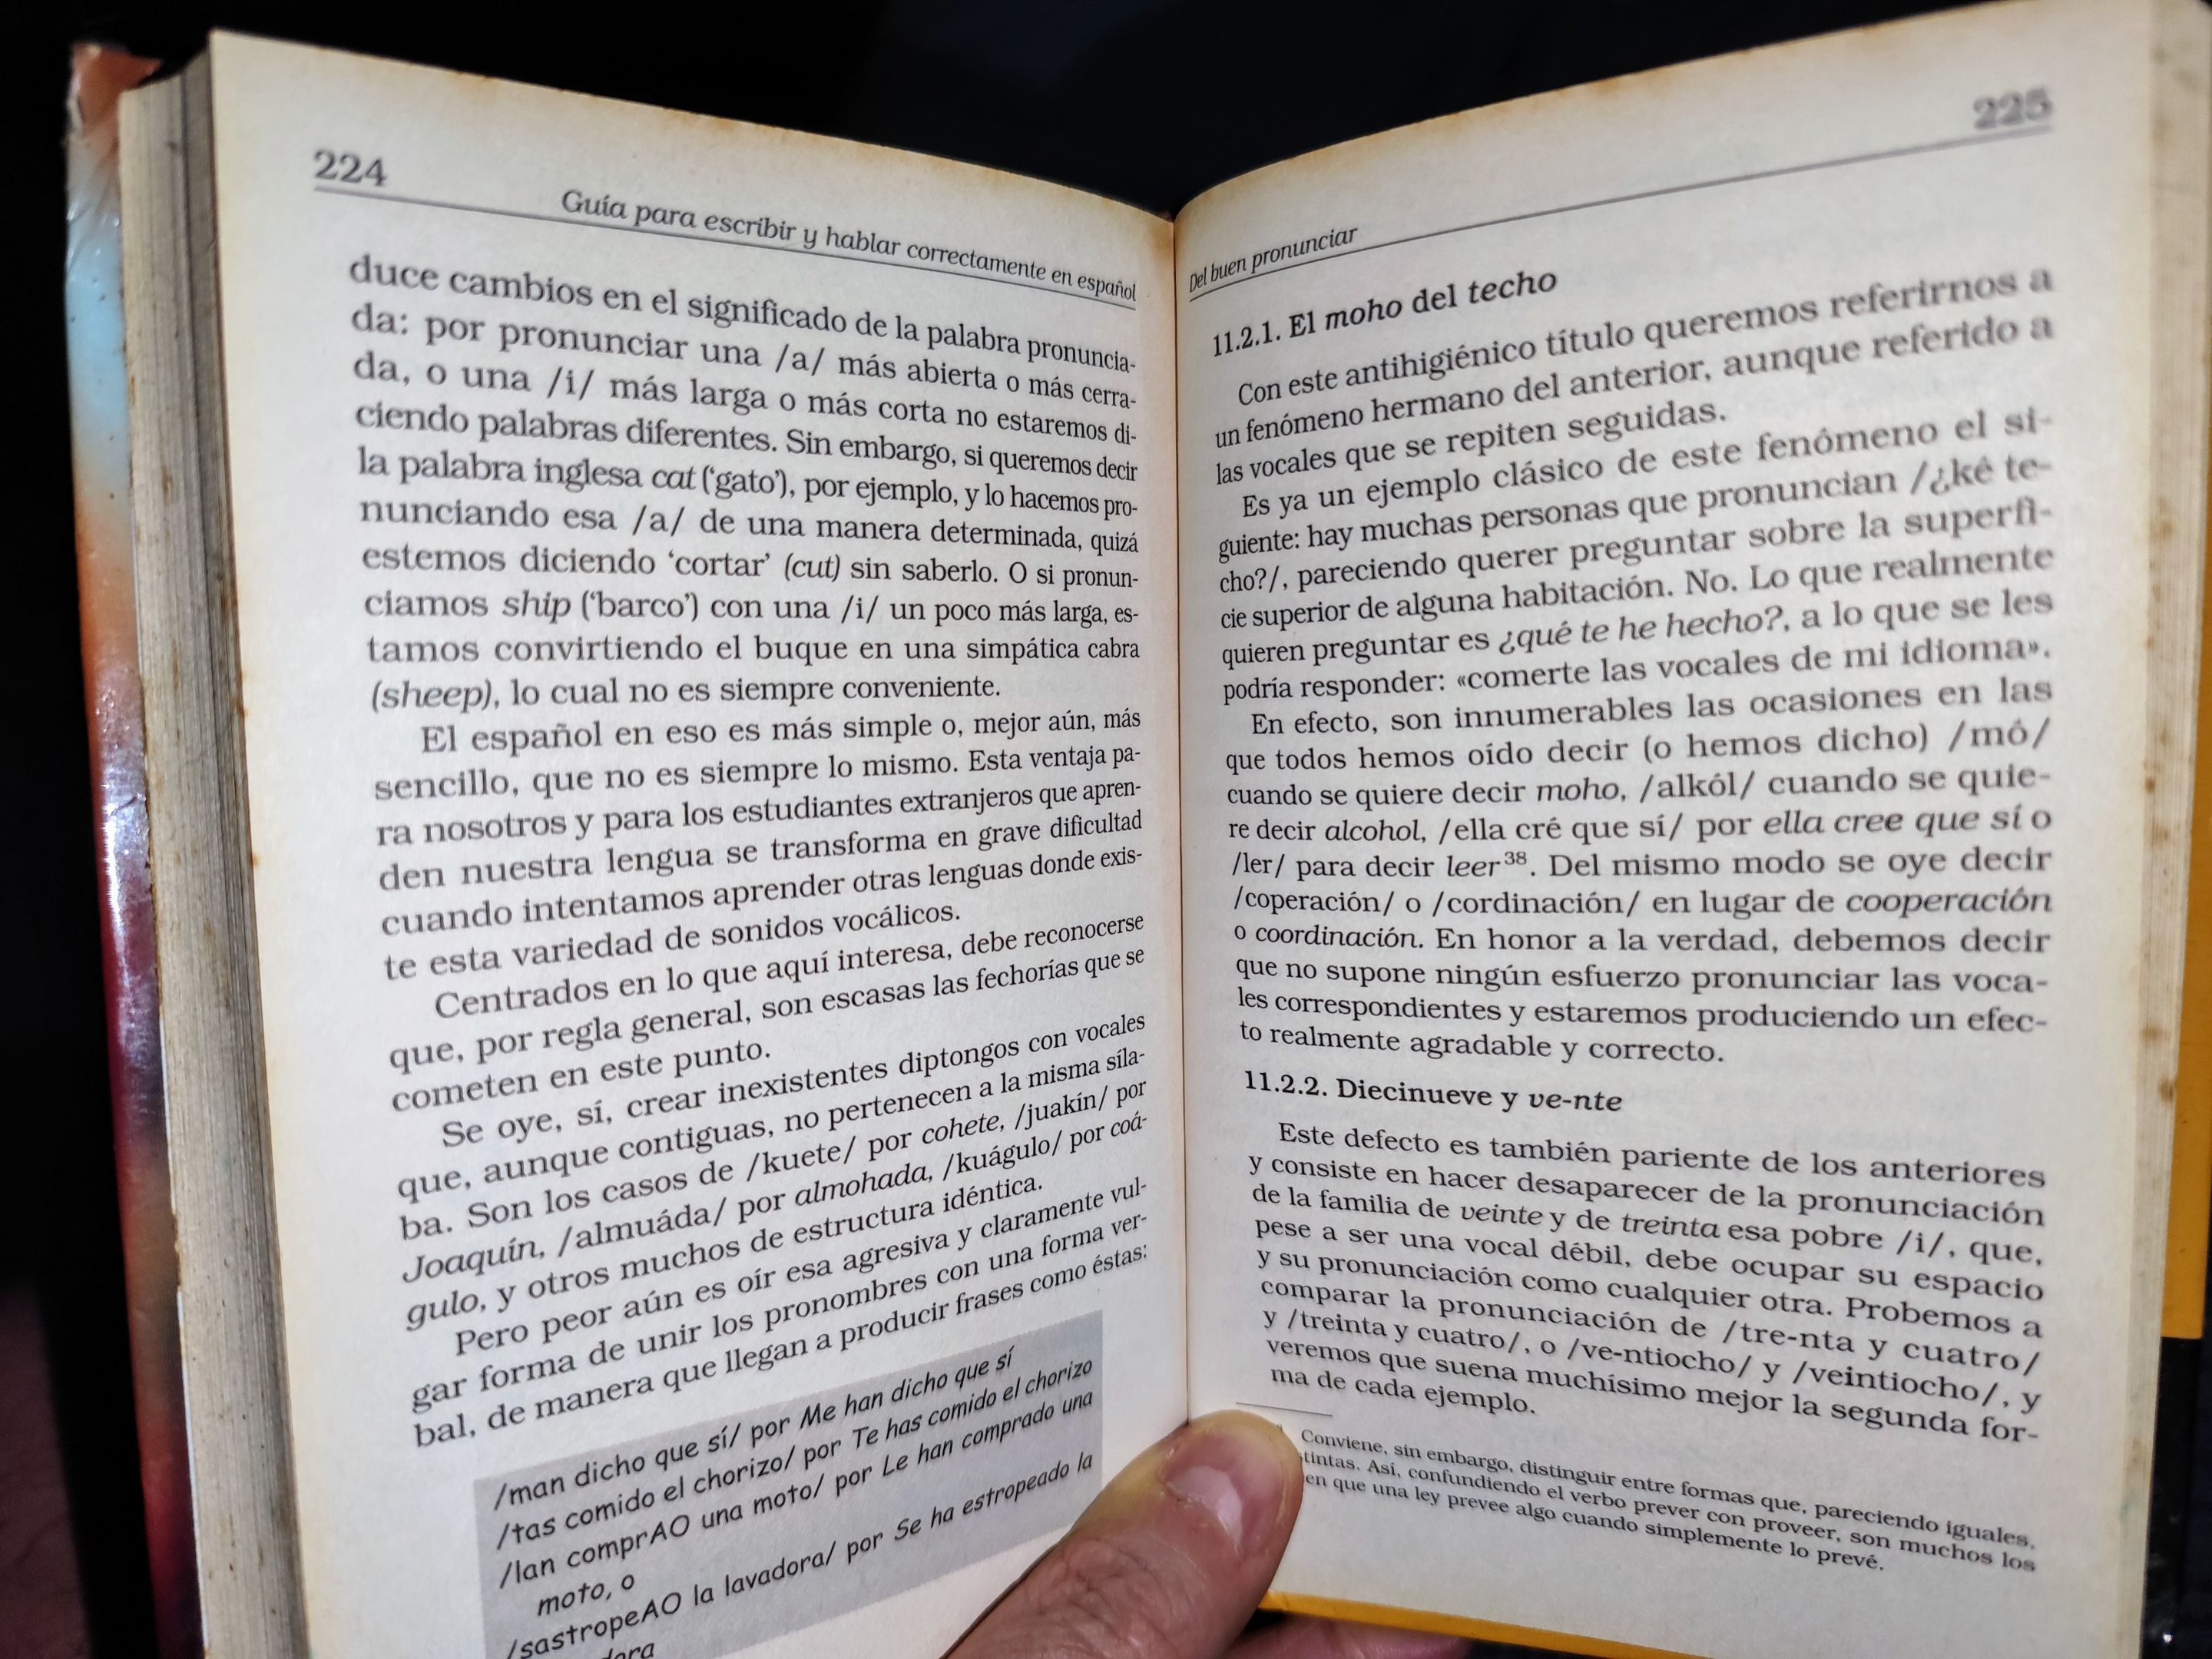 224
Guía para escribir y hablar correctamente en español
duce cambios en el significado de la palabra pronuncia-
da: por pronunciar una /a/ más abierta o más cerra-
da, o una /i/ más larga o más corta no estaremos di-
ciendo palabras diferentes. Sin embargo, si queremos decir
la palabra inglesa cat (‘gato’), por ejemplo, y lo hacemos pro-
nunciando esa /a/ de una manera determinada, quizá
estemos diciendo ‘cortar’ (cut) sin saberlo. O si pronun-
ciamos ship (‘barco’) con una /i/ un poco más larga, es-
tamos convirtiendo el buque en una simpática cabra
(sheep), lo cual no es siempre conveniente.
El español en eso es más simple o, mejor aún, más
sencillo, que no es siempre lo mismo. Esta ventaja pa-
ra nosotros y para los estudiantes extranjeros que apren-
den nuestra lengua se transforma en grave dificultad
cuando intentamos aprender otras lenguas donde exis-
te esta variedad de sonidos vocálicos.
Centrados en lo que aquí interesa, debe reconocerse
que, por regla general, son escasas las fechorías que se
cometen en este punto.
Se oye, sí, crear inexistentes diptongos con vocales
que, aunque contiguas, no pertenecen a la misma síla-
ba. Son los casos de /kuete/ por cohete, /juakín/ por
Joaquín, /almuáda/ por almohada, /kuágulo/ por coá-
gulo, y otros muchos de estructura idéntica.
Pero peor aún es oír esa agresiva y claramente vul-
gar forma de unir los pronombres con una forma ver-
bal, de manera que llegan a producir frases como éstas:
/man dicho que sí/ por Me han dicho que sí
/tas comido el chorizo/ por Te has comido el chorizo
/lan comprAO una moto/ por Le han comprado una
moto, o
/sastropeAO la lavadora/ por Se ha estropeado la
dora
225
Del buen pronunciar
11.2.1. El moho del techo
Con este antihigiénico título queremos referirnos a
un fenómeno hermano del anterior, aunque referido a
las vocales que se repiten seguidas.
Es ya un ejemplo clásico de este fenómeno el si-
guiente: hay muchas personas que pronuncian /¿ké te-
cho?/, pareciendo querer preguntar sobre la superfi-
cie superior de alguna habitación. No. Lo que realmente
quieren preguntar es ¿qué te he hecho?, a lo que se les
podría responder: «comerte las vocales de mi idioma».
En efecto, son innumerables las ocasiones en las
que todos hemos oído decir (o hemos dicho) /mó/
cuando se quiere decir moho, /alkól/ cuando se quie-
re decir alcohol, /ella cré que sí/ por ella cree que sí o
/ler/ para decir leer³⁸. Del mismo modo se oye decir
/coperación/ o /cordinación/ en lugar de cooperación
o coordinación. En honor a la verdad, debemos decir
que no supone ningún esfuerzo pronunciar las voca-
les correspondientes y estaremos produciendo un efec-
to realmente agradable y correcto.
11.2.2. Diecinueve y ve-nte
Este defecto es también pariente de los anteriores
y consiste en hacer desaparecer de la pronunciación
de la familia de veinte y de treinta esa pobre /i/, que,
pese a ser una vocal débil, debe ocupar su espacio
y su pronunciación como cualquier otra. Probemos a
comparar la pronunciación de /tre-nta y cuatro/
y /treinta y cuatro/, o /ve-ntiocho/ y /veintiocho/, y
veremos que suena muchísimo mejor la segunda for-
ma de cada ejemplo.
Conviene, sin embargo, distinguir entre formas que, pareciendo iguales,
tintas. Así, confundiendo el verbo prever con proveer, son muchos los
en que una ley prevee algo cuando simplemente lo prevé.